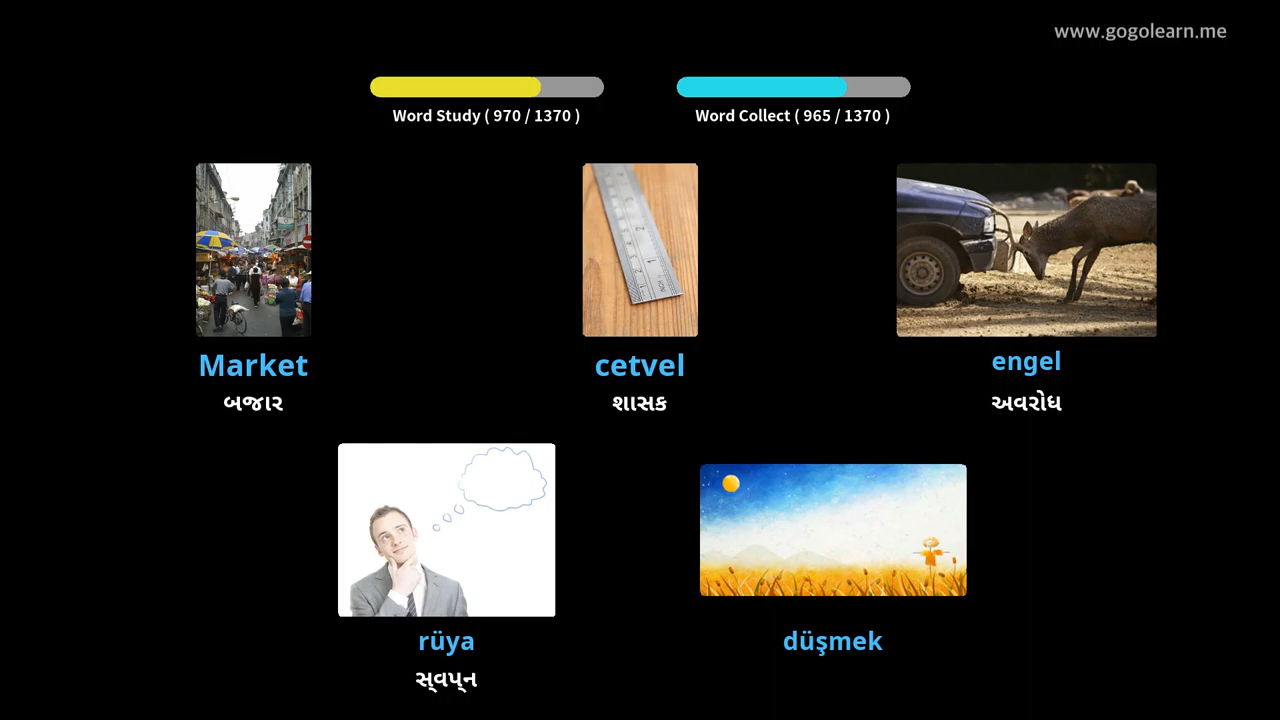 www.gogolearn.me
Word Study ( 970 / 1370 )
Word Collect ( 965 / 1370 )
Market
cetvel
engel
બજાર
શાસક
અવરોધ
rüya
düşmek
સ્વપ્ન